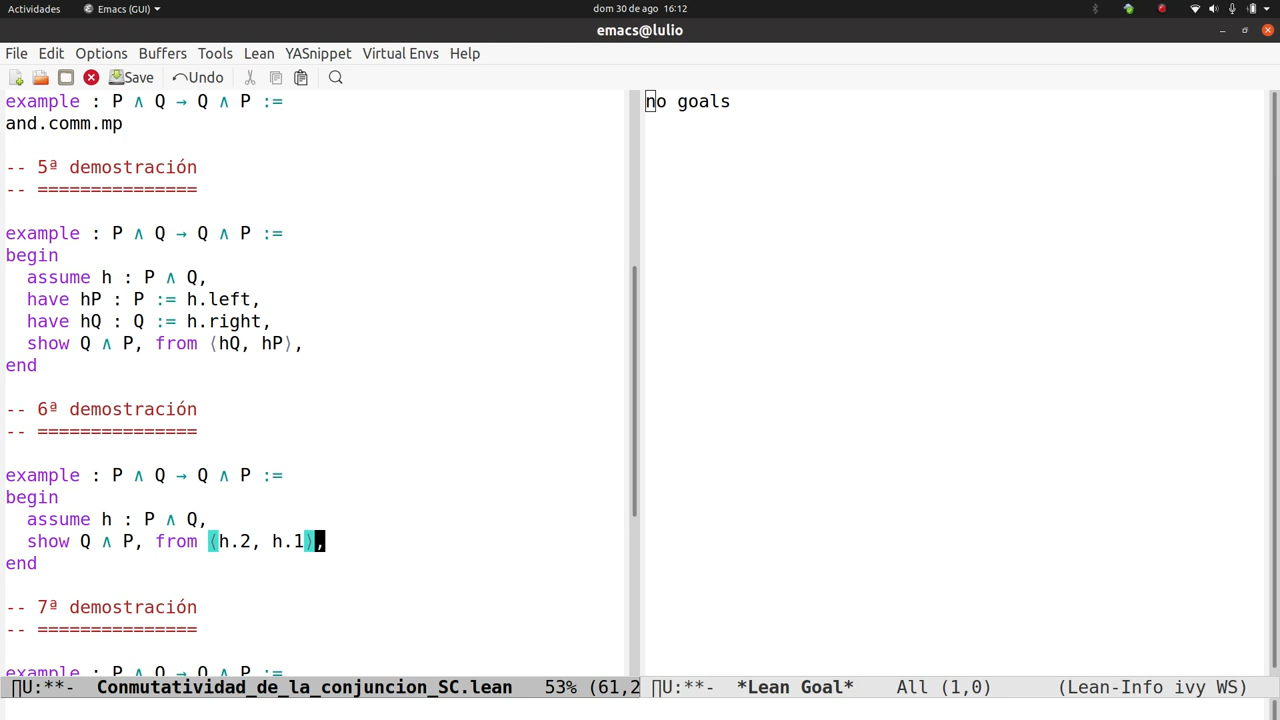 Actividades Emacs (GUI) dom 30 de ago 16:12
emacs@lulio
File Edit Options Buffers Tools Lean YASnippet Virtual Envs Help
Save Undo
example : P ∧ Q → Q ∧ P :=
and.comm.mp
-- 5ª demostración
-- ===============
example : P ∧ Q → Q ∧ P :=
begin
assume h : P ∧ Q,
have hP : P := h.left,
have hQ : Q := h.right,
show Q ∧ P, from ⟨hQ, hP⟩,
end
-- 6ª demostración
-- ===============
example : P ∧ Q → Q ∧ P :=
begin
assume h : P ∧ Q,
show Q ∧ P, from ⟨h.2, h.1⟩,
end
-- 7ª demostración
-- ===============
example : P ∧ Q → Q ∧ P :=
∏U:**- Conmutatividad_de_la_conjuncion_SC.lean 53% (61,2
no goals
∏U:**- *Lean Goal* All (1,0) (Lean-Info ivy WS)